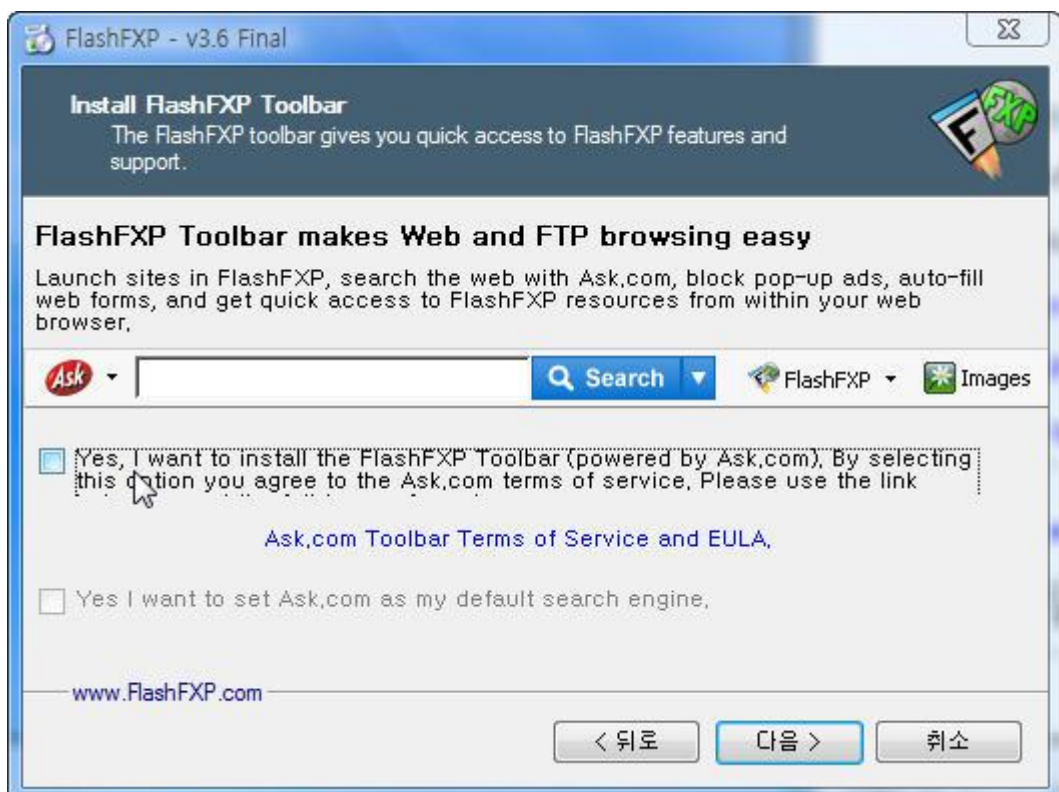 FlashFXP - v3.6 Final
Install FlashFXP Toolbar
The FlashFXP toolbar gives you quick access to FlashFXP features and
support.
F FXP
FlashFXP Toolbar makes Web and FTP browsing easy
Launch sites in FlashFXP, search the web with Ask.com, block pop-up ads, auto-fill
web forms, and get quick access to FlashFXP resources from within your web
browser.
Ask Search FlashFXP Images
Yes, I want to install the FlashFXP Toolbar (powered by Ask.com). By selecting
this option you agree to the Ask.com terms of service. Please use the link
Ask.com Toolbar Terms of Service and EULA.
Yes I want to set Ask.com as my default search engine.
www.FlashFXP.com
< 뒤로 다음 > 취소